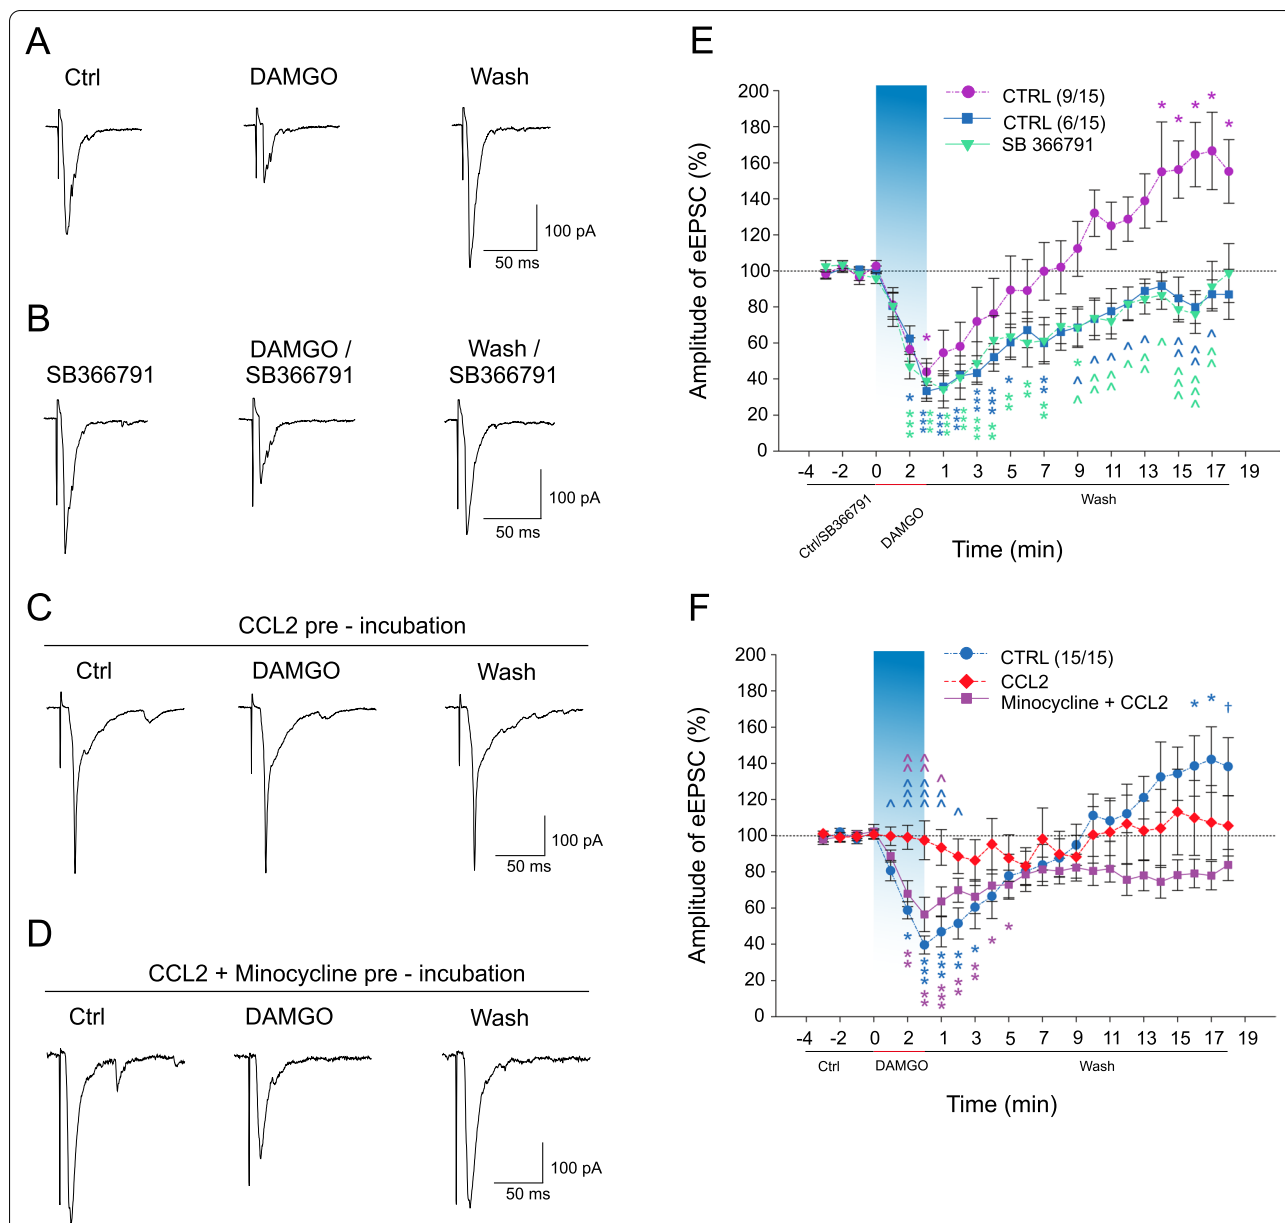 A
Ctrl
DAMGO
Wash
100 pA
50 ms
B
SB366791
DAMGO /
SB366791
Wash /
SB366791
100 pA
50 ms
C
CCL2 pre - incubation
Ctrl
DAMGO
Wash
100 pA
50 ms
D
CCL2 + Minocycline pre - incubation
Ctrl
DAMGO
Wash
100 pA
50 ms
E
CTRL (9/15)
CTRL (6/15)
SB 366791
Amplitude of eEPSC (%)
200
180
160
140
120
100
80
60
40
20
0
-4 -2 0 2 1 3 5 7 9 11 13 15 17 19
Ctrl/SB366791
DAMGO
Wash
Time (min)
F
CTRL (15/15)
CCL2
Minocycline + CCL2
Amplitude of eEPSC (%)
200
180
160
140
120
100
80
60
40
20
0
-4 -2 0 2 1 3 5 7 9 11 13 15 17 19
Ctrl
DAMGO
Wash
Time (min)